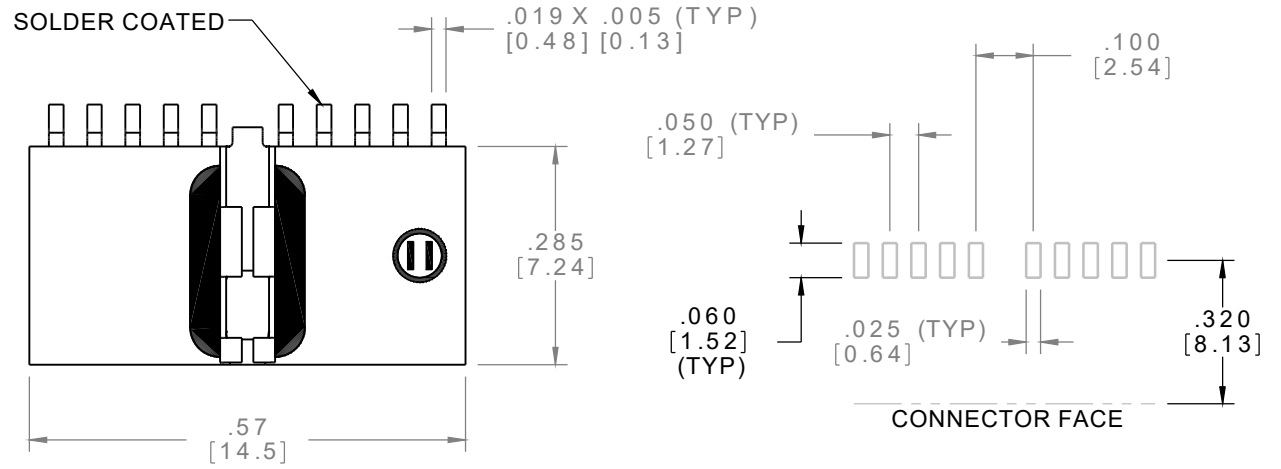 SOLDER COATED
.019 X .005 (TYP)
[0.48] [0.13]
.285
[7.24]
.57
[14.5]
.100
[2.54]
.050 (TYP)
[1.27]
.060
[1.52]
(TYP)
.025 (TYP)
[0.64]
.320
[8.13]
CONNECTOR FACE